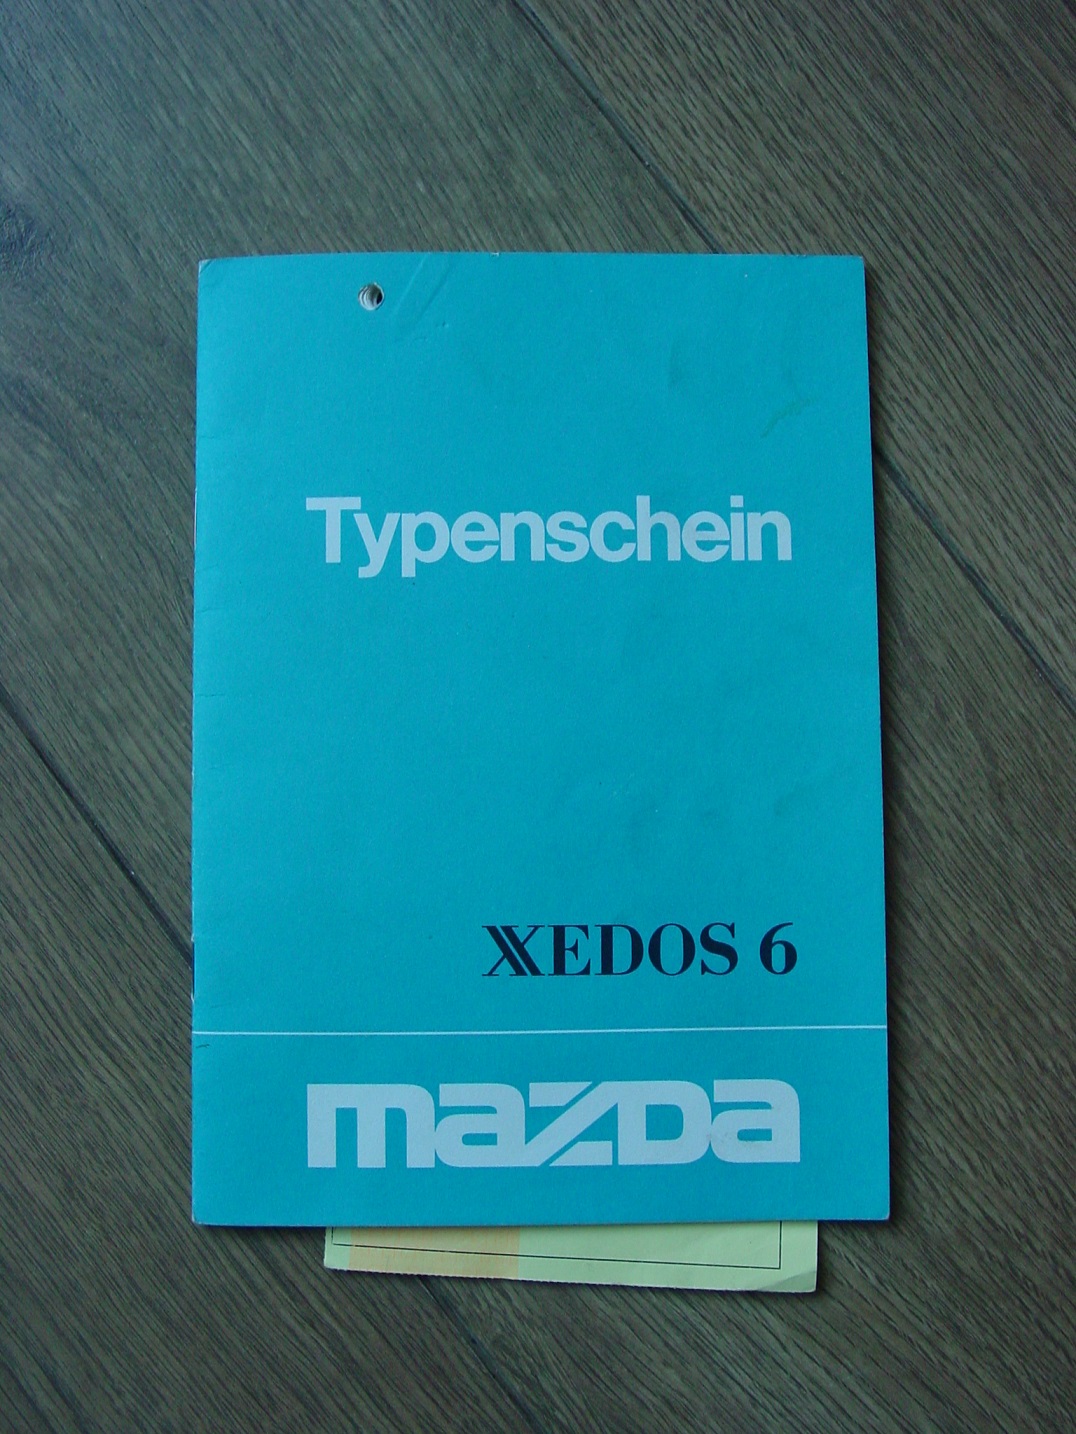 Typenschein
XEDOS 6
mazda